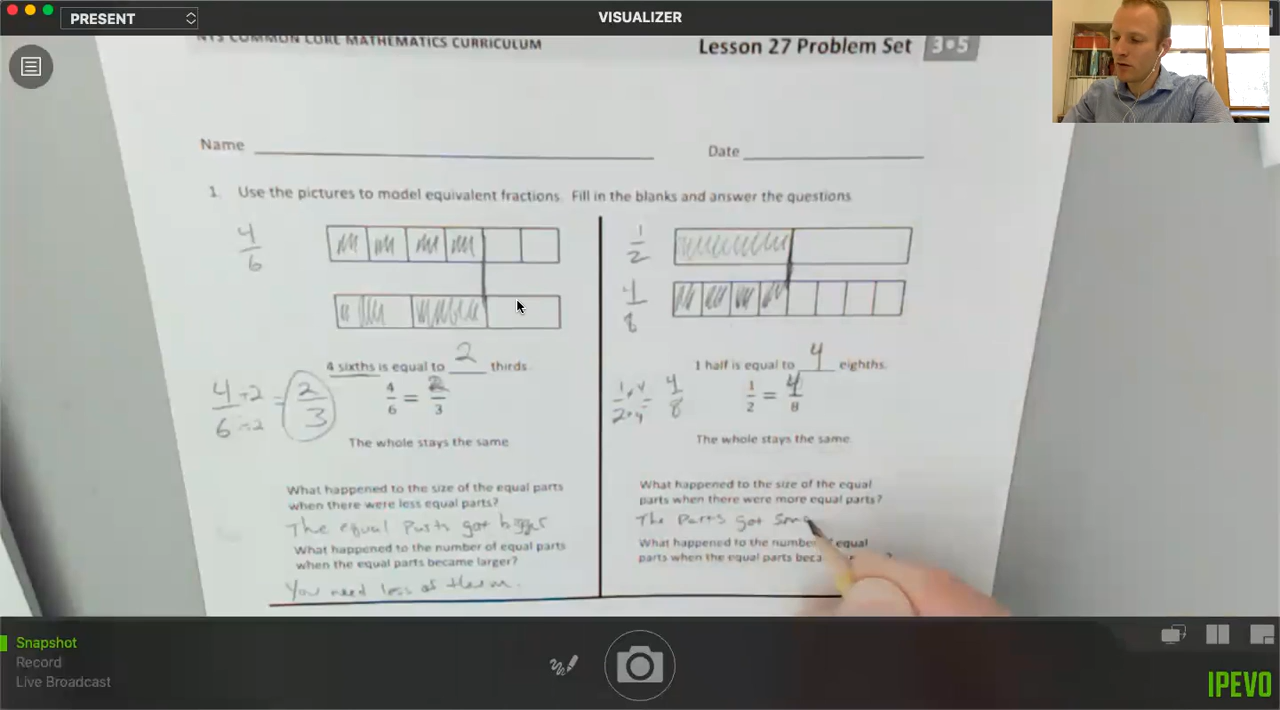 PRESENT
VISUALIZER
NYS COMMON CORE MATHEMATICS CURRICULUM
Lesson 27 Problem Set 3•5
Name
Date
1. Use the pictures to model equivalent fractions. Fill in the blanks and answer the questions
4/6
4 sixths is equal to 2 thirds.
4/6 = 2/3
4÷2/6÷2 = 2/3
The whole stays the same
What happened to the size of the equal parts
when there were less equal parts?
The equal Parts got bigger
What happened to the number of equal parts
when the equal parts became larger?
You need less of them.
1/2
4/8
1 half is equal to 4 eighths.
1/2 = 4/8
1•4/2•4 = 4/8
The whole stays the same.
What happened to the size of the equal
parts when there were more equal parts?
The Parts got
What happened to the number of equal
parts when the equal parts
Snapshot
Record
Live Broadcast
IPEVO